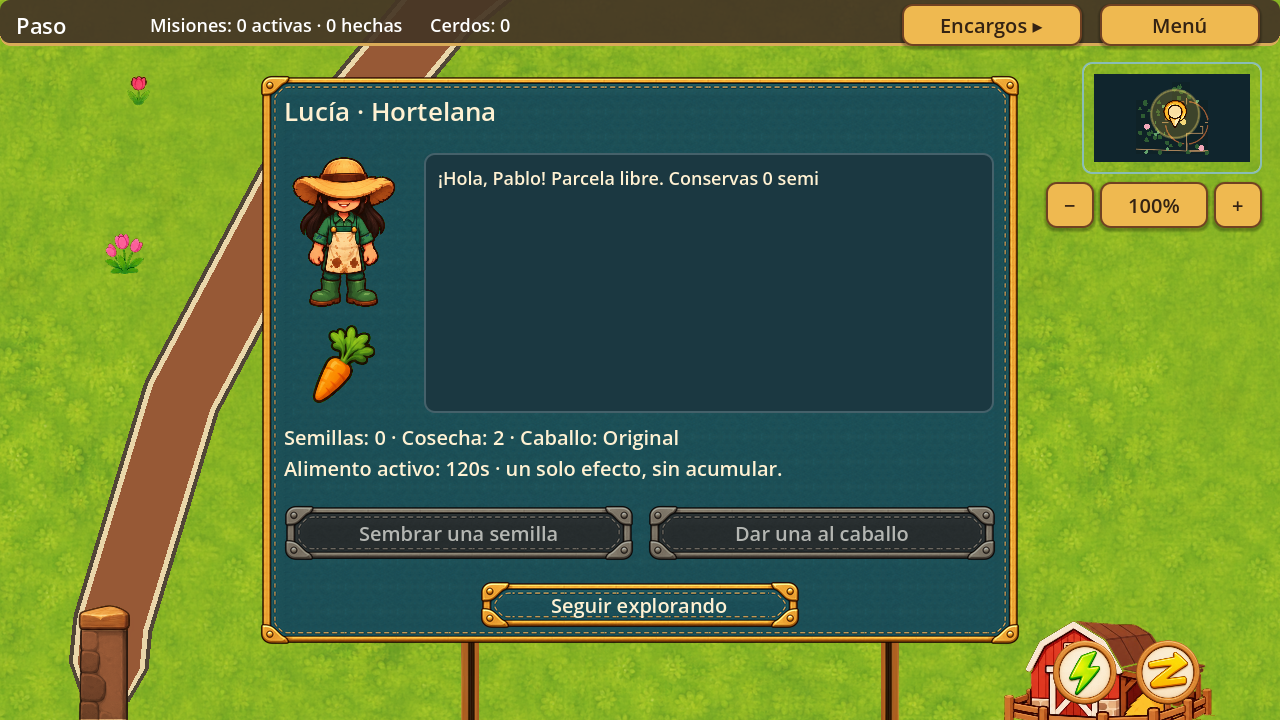 Paso
Misiones: 0 activas · 0 hechas
Cerdos: 0
Encargos ▸
Menú
Lucía · Hortelana
¡Hola, Pablo! Parcela libre. Conservas 0 semi
− 100% +
Semillas: 0 · Cosecha: 2 · Caballo: Original
Alimento activo: 120s · un solo efecto, sin acumular.
Sembrar una semilla
Dar una al caballo
Seguir explorando